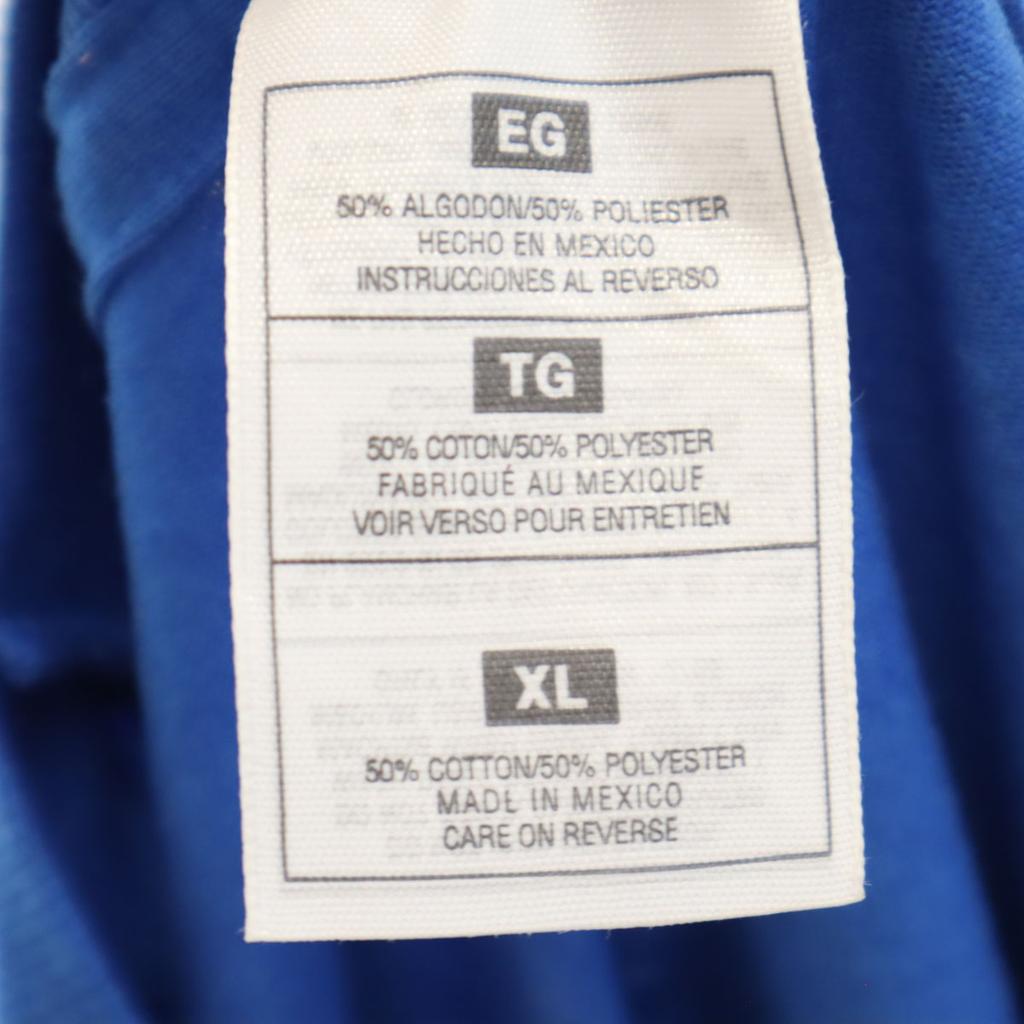 EG
50% ALGODON/50% POLIESTER
HECHO EN MEXICO
INSTRUCCIONES AL REVERSO
TG
50% COTON/50% POLYESTER
FABRIQUÉ AU MEXIQUE
VOIR VERSO POUR ENTRETIEN
XL
50% COTTON/50% POLYESTER
MADE IN MEXICO
CARE ON REVERSE